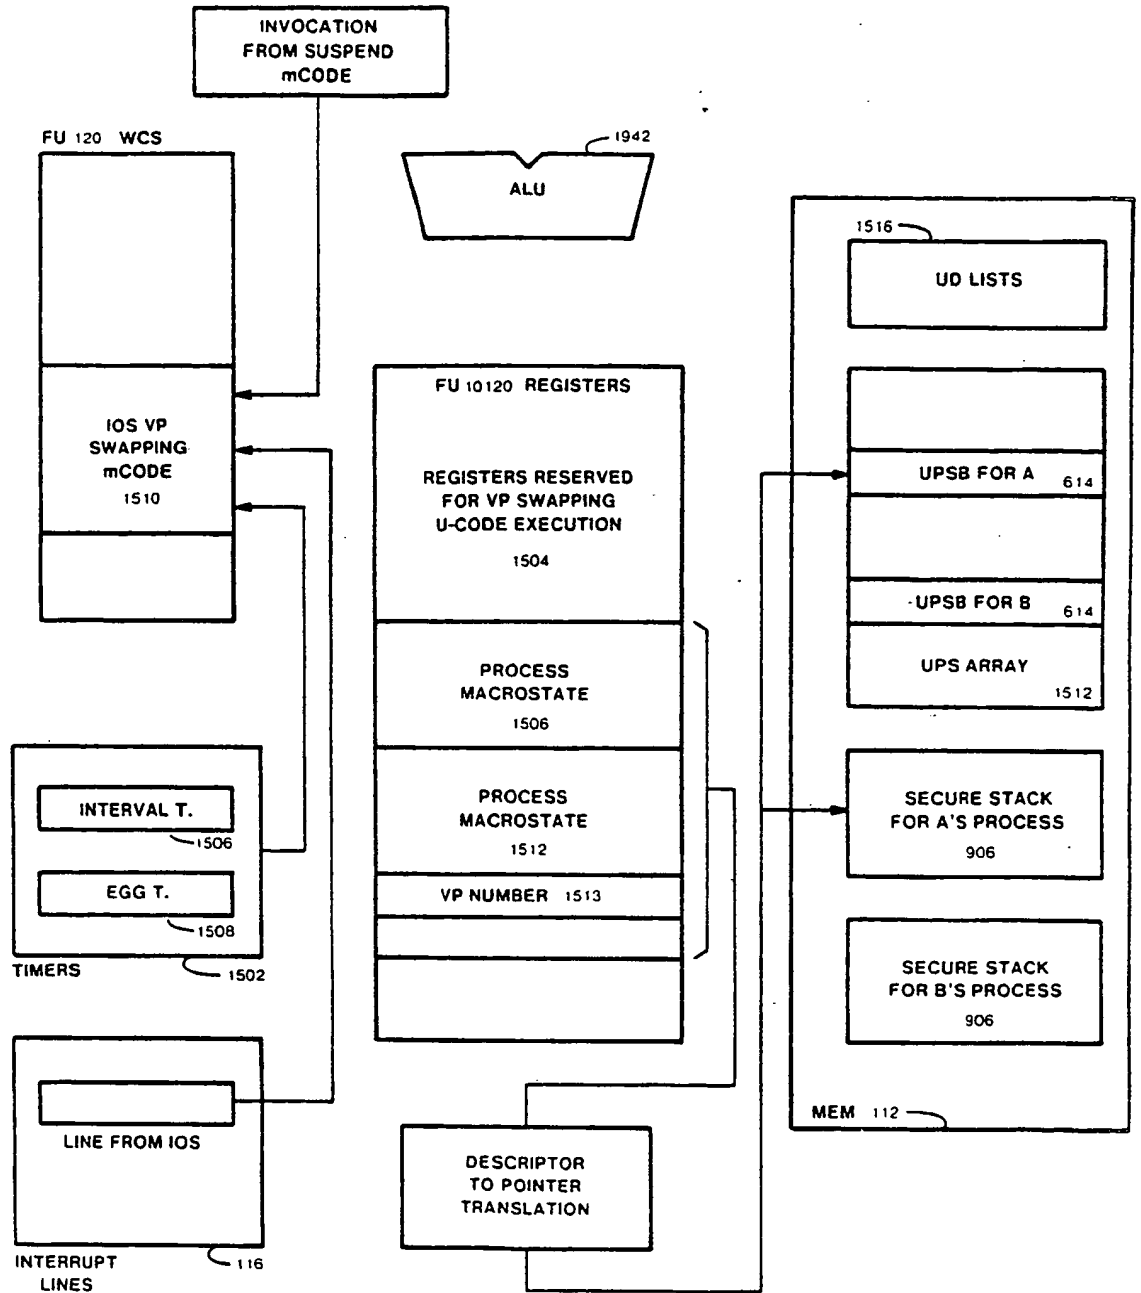 INVOCATION
FROM SUSPEND
mCODE
FU 120 WCS
1942
ALU
1516
UD LISTS
FU 10120 REGISTERS
IOS VP
SWAPPING
mCODE
1510
REGISTERS RESERVED
FOR VP SWAPPING
U-CODE EXECUTION
1504
UPSB FOR A 614
UPSB FOR B 614
UPS ARRAY
1512
PROCESS
MACROSTATE
1506
PROCESS
MACROSTATE
1512
VP NUMBER 1513
INTERVAL T.
1506
EGG T.
1508
TIMERS
1502
SECURE STACK
FOR A'S PROCESS
906
SECURE STACK
FOR B'S PROCESS
906
MEM 112
LINE FROM IOS
INTERRUPT
LINES
116
DESCRIPTOR
TO POINTER
TRANSLATION